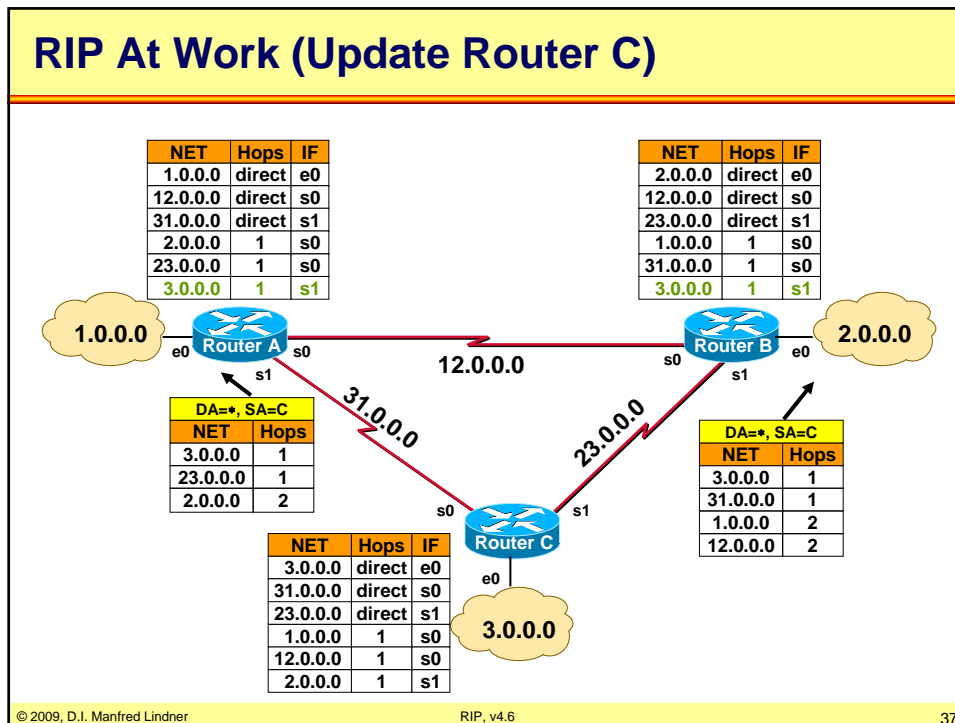 RIP At Work (Update Router C)
NET Hops IF
1.0.0.0 direct e0
12.0.0.0 direct s0
31.0.0.0 direct s1
2.0.0.0 1 s0
23.0.0.0 1 s0
3.0.0.0 1 s1
NET Hops IF
2.0.0.0 direct e0
12.0.0.0 direct s0
23.0.0.0 direct s1
1.0.0.0 1 s0
31.0.0.0 1 s0
3.0.0.0 1 s1
1.0.0.0
e0
Router A
s0
s1
12.0.0.0
s0
Router B
e0
s1
2.0.0.0
31.0.0.0
23.0.0.0
DA=*, SA=C
NET Hops
3.0.0.0 1
23.0.0.0 1
2.0.0.0 2
DA=*, SA=C
NET Hops
3.0.0.0 1
31.0.0.0 1
1.0.0.0 2
12.0.0.0 2
s0
s1
Router C
e0
3.0.0.0
NET Hops IF
3.0.0.0 direct e0
31.0.0.0 direct s0
23.0.0.0 direct s1
1.0.0.0 1 s0
12.0.0.0 1 s0
2.0.0.0 1 s1
© 2009, D.I. Manfred Lindner RIP, v4.6 37